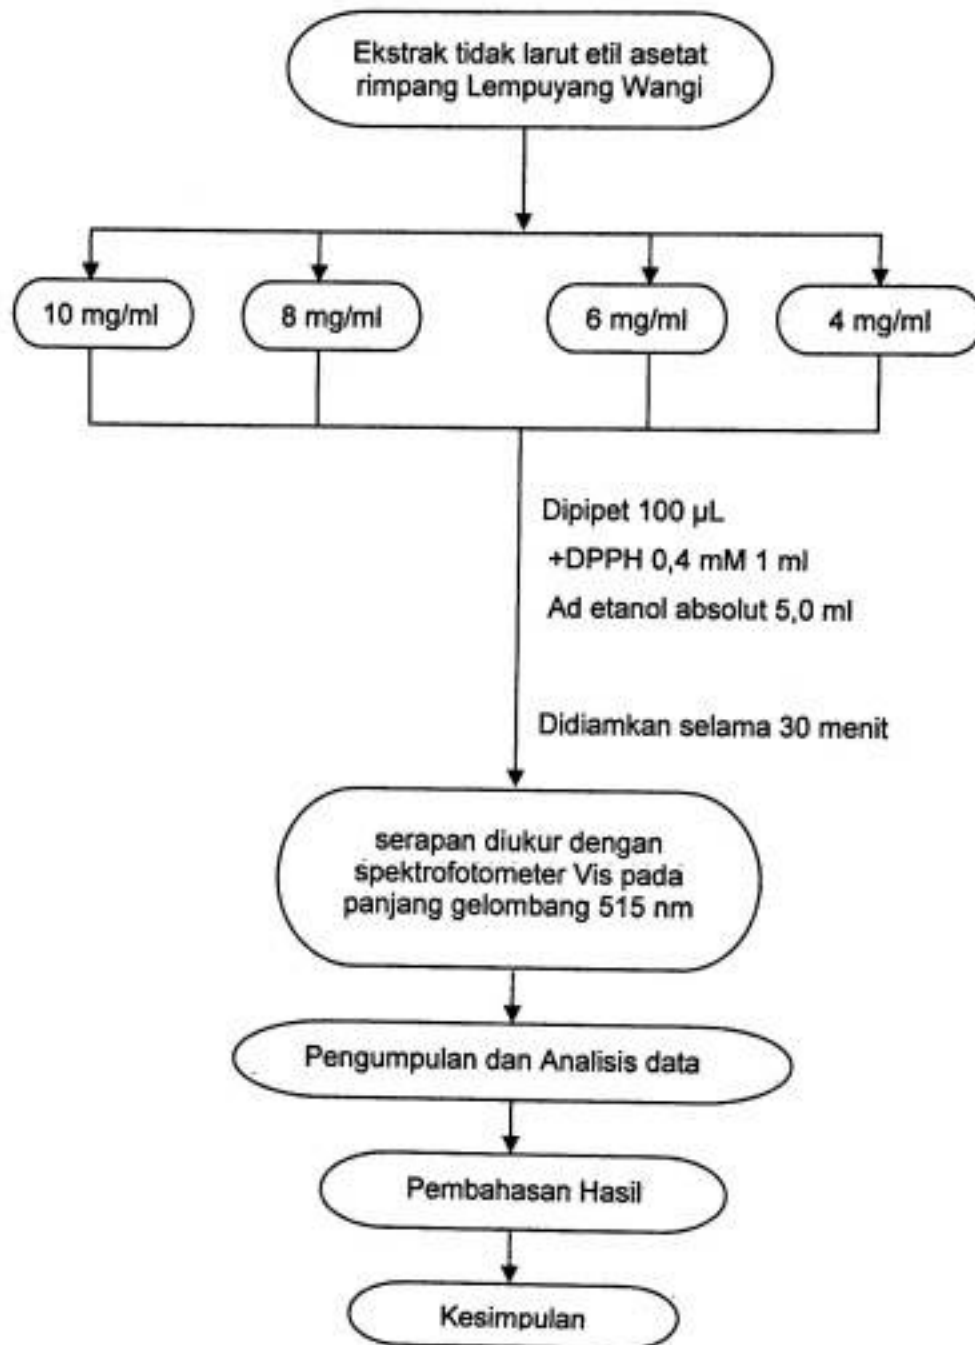 Ekstrak tidak larut etil asetat
rimpang Lempuyang Wangi
10 mg/ml
8 mg/ml
6 mg/ml
4 mg/ml
Dipipet 100 µL
+DPPH 0,4 mM 1 ml
Ad etanol absolut 5,0 ml
Didiamkan selama 30 menit
serapan diukur dengan
spektrofotometer Vis pada
panjang gelombang 515 nm
Pengumpulan dan Analisis data
Pembahasan Hasil
Kesimpulan